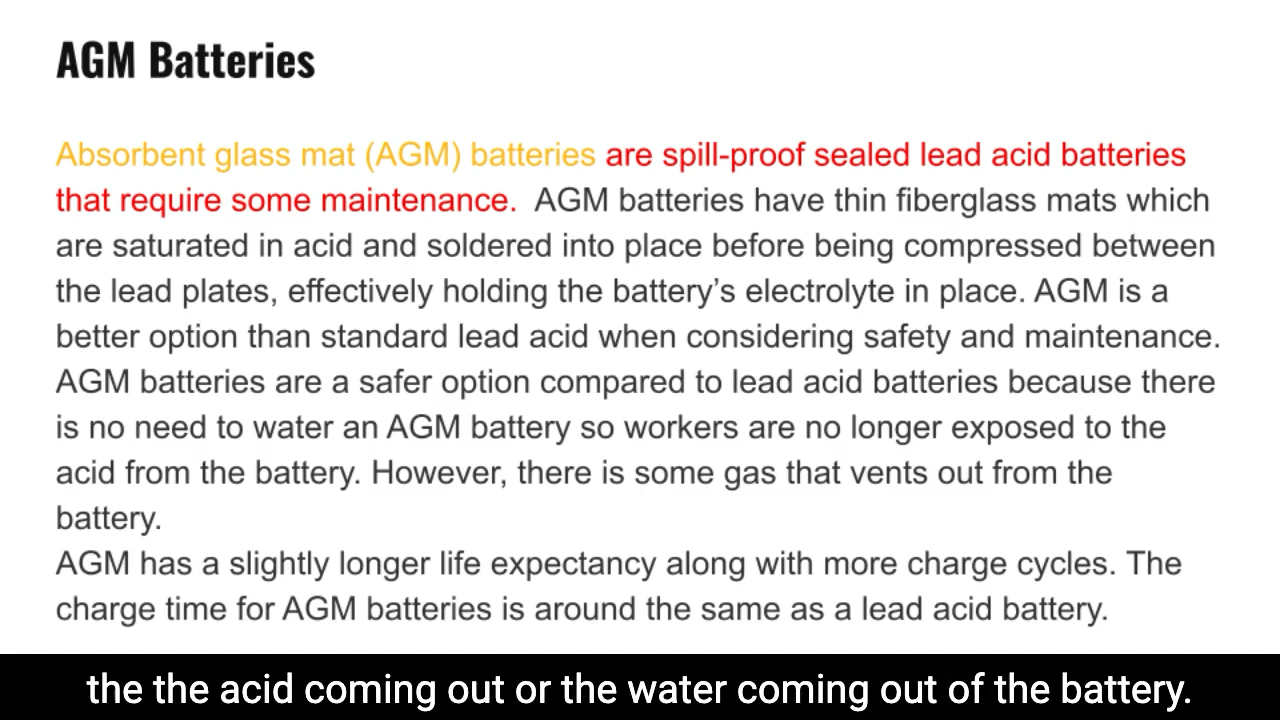 AGM Batteries
Absorbent glass mat (AGM) batteries are spill-proof sealed lead acid batteries
that require some maintenance. AGM batteries have thin fiberglass mats which
are saturated in acid and soldered into place before being compressed between
the lead plates, effectively holding the battery’s electrolyte in place. AGM is a
better option than standard lead acid when considering safety and maintenance.
AGM batteries are a safer option compared to lead acid batteries because there
is no need to water an AGM battery so workers are no longer exposed to the
acid from the battery. However, there is some gas that vents out from the
battery.
AGM has a slightly longer life expectancy along with more charge cycles. The
charge time for AGM batteries is around the same as a lead acid battery.
the the acid coming out or the water coming out of the battery.